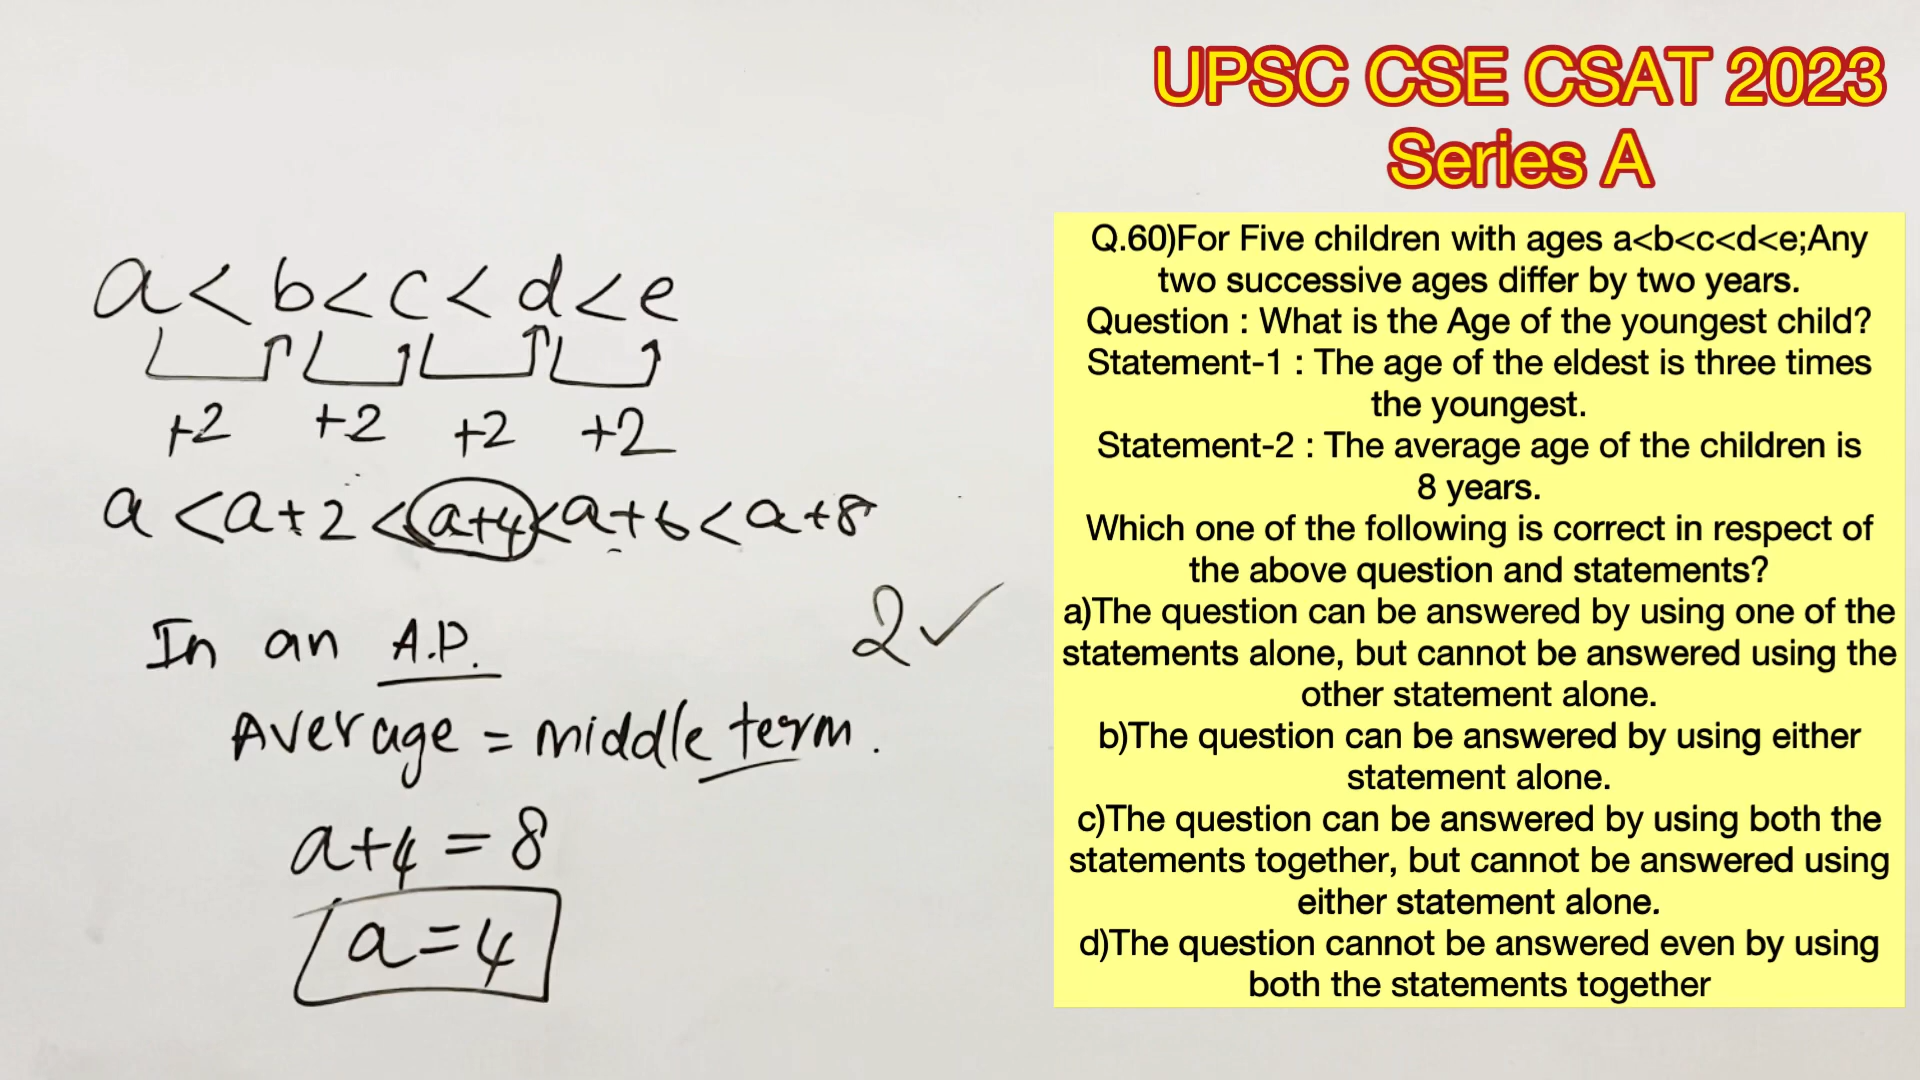 UPSC CSE CSAT 2023
Series A
Q.60)For Five children with ages a<b<c<d<e;Any
two successive ages differ by two years.
Question : What is the Age of the youngest child?
Statement-1 : The age of the eldest is three times
the youngest.
Statement-2 : The average age of the children is
8 years.
Which one of the following is correct in respect of
the above question and statements?
a)The question can be answered by using one of the
statements alone, but cannot be answered using the
other statement alone.
b)The question can be answered by using either
statement alone.
c)The question can be answered by using both the
statements together, but cannot be answered using
either statement alone.
d)The question cannot be answered even by using
both the statements together
a < b < c < d < e
+2 +2 +2 +2
a < a+2 < a+4 < a+6 < a+8
2✓
In an A.P.
Average = middle term.
a+4 = 8
a=4